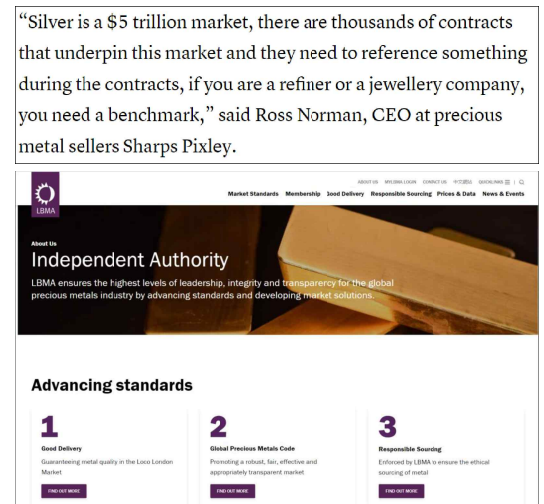 “Silver is a $5 trillion market, there are thousands of contracts
that underpin this market and they need to reference something
during the contracts, if you are a refiner or a jewellery company,
you need a benchmark,” said Ross Norman, CEO at precious
metal sellers Sharps Pixley.
ABOUT US MYLBMA LOGIN CONTACT US 中文網站 QUICKLINKS
Market Standards Membership Good Delivery Responsible Sourcing Prices & Data News & Events
LBMA
About Us
Independent Authority
LBMA ensures the highest levels of leadership, integrity and transparency for the global
precious metals industry by advancing standards and developing market solutions.
Advancing standards
1 2 3
Good Delivery Global Precious Metals Code Responsible Sourcing
Guaranteeing metal quality in the Loco London Promoting a robust, fair, effective and Enforced by LBMA to ensure the ethical
Market appropriately transparent market sourcing of metal
FIND OUT MORE FIND OUT MORE FIND OUT MORE